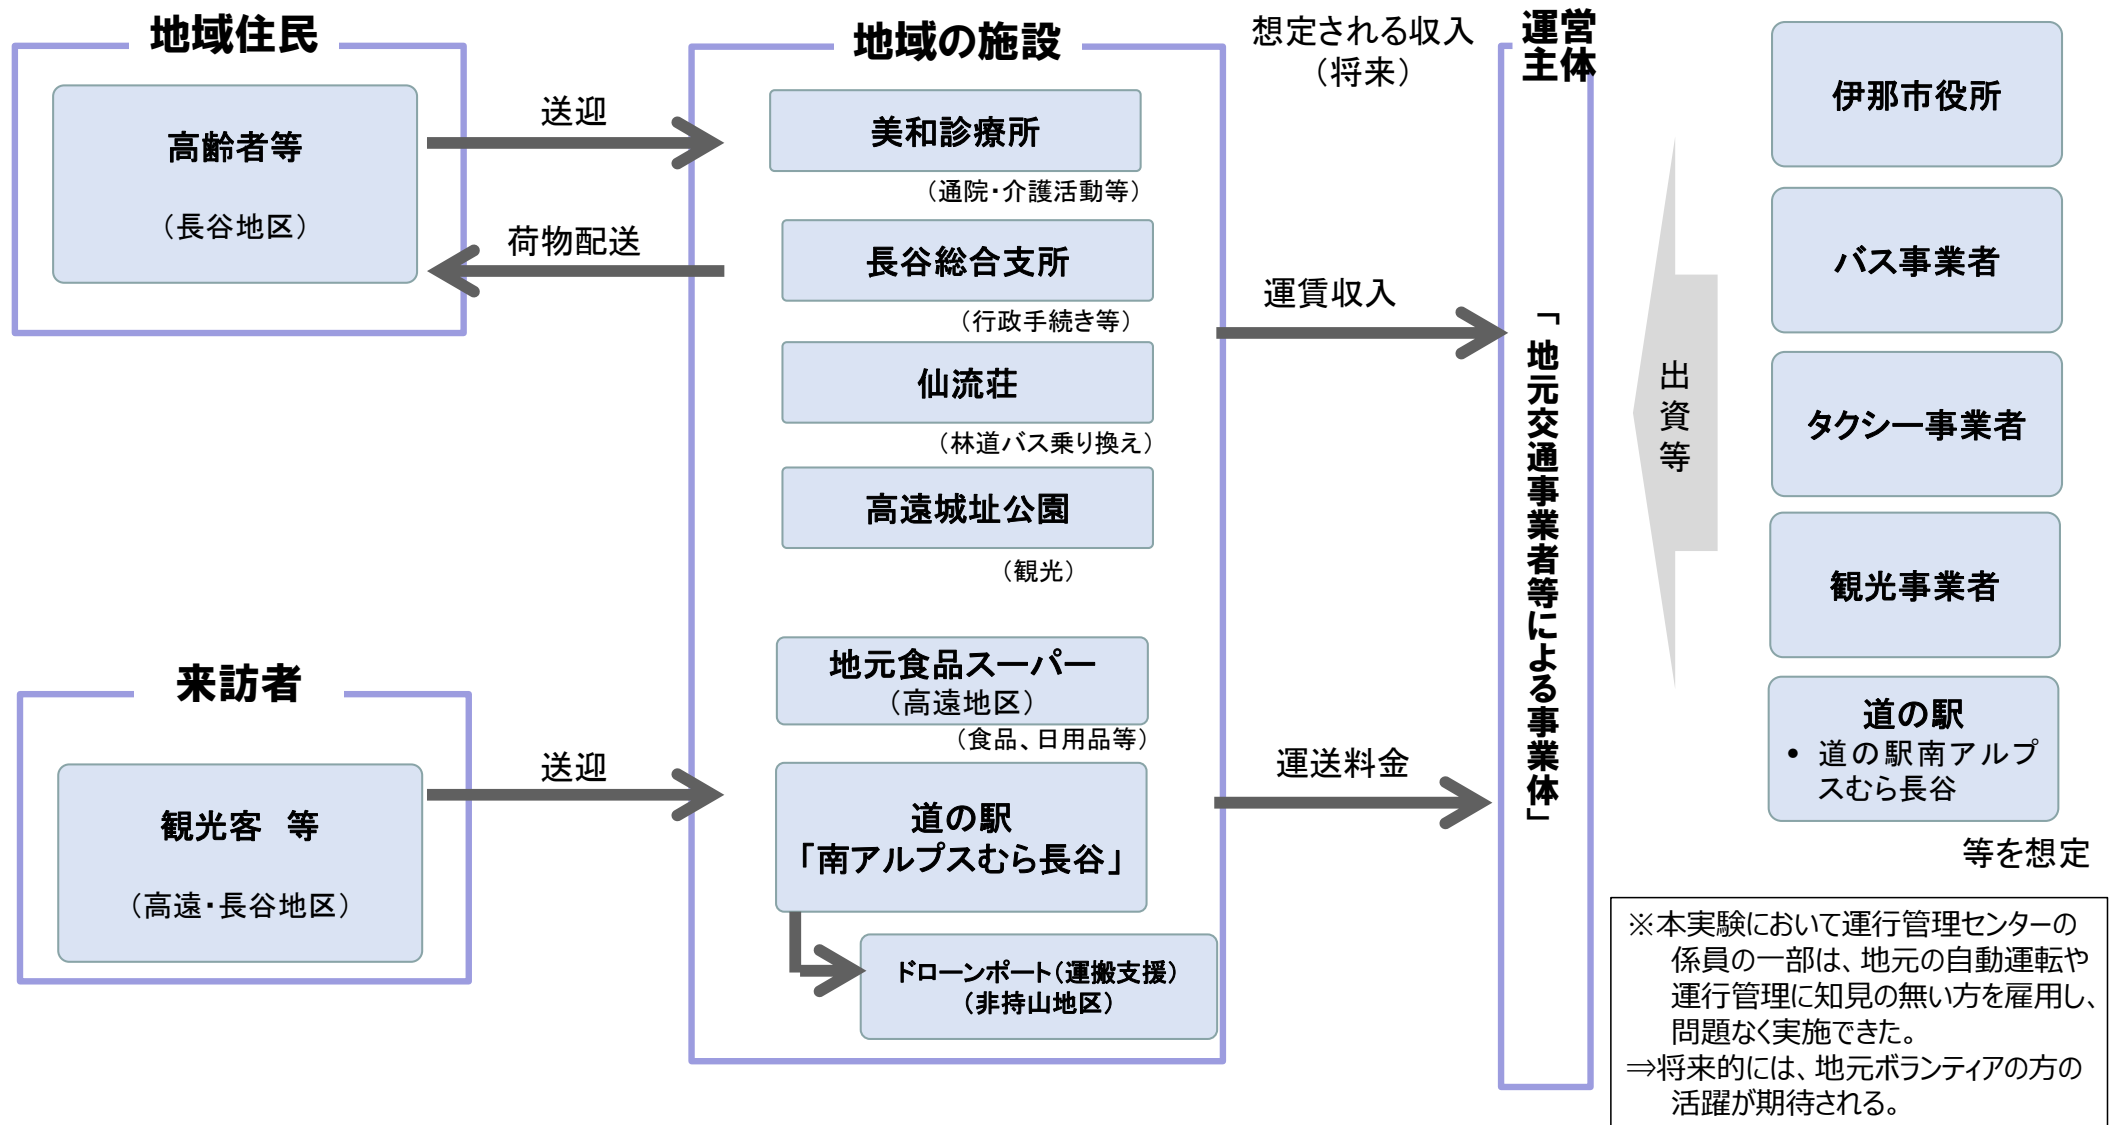 地域住民
高齢者等
（長谷地区）
送迎
荷物配送
来訪者
観光客　等
（高遠・長谷地区）
送迎
地域の施設
美和診療所
（通院・介護活動等）
長谷総合支所
（行政手続き等）
仙流荘
（林道バス乗り換え）
高遠城址公園
（観光）
地元食品スーパー
（高遠地区）
（食品、日用品等）
道の駅
「南アルプスむら長谷」
ドローンポート（運搬支援）
（非持山地区）
想定される収入
（将来）
運賃収入
運送料金
運営
主体
「地元交通事業者等による事業体」
出資等
伊那市役所
バス事業者
タクシー事業者
観光事業者
道の駅
• 道の駅南アルプ
スむら長谷
等を想定
※本実験において運行管理センターの
係員の一部は、地元の自動運転や
運行管理に知見の無い方を雇用し、
問題なく実施できた。
⇒将来的には、地元ボランティアの方の
活躍が期待される。